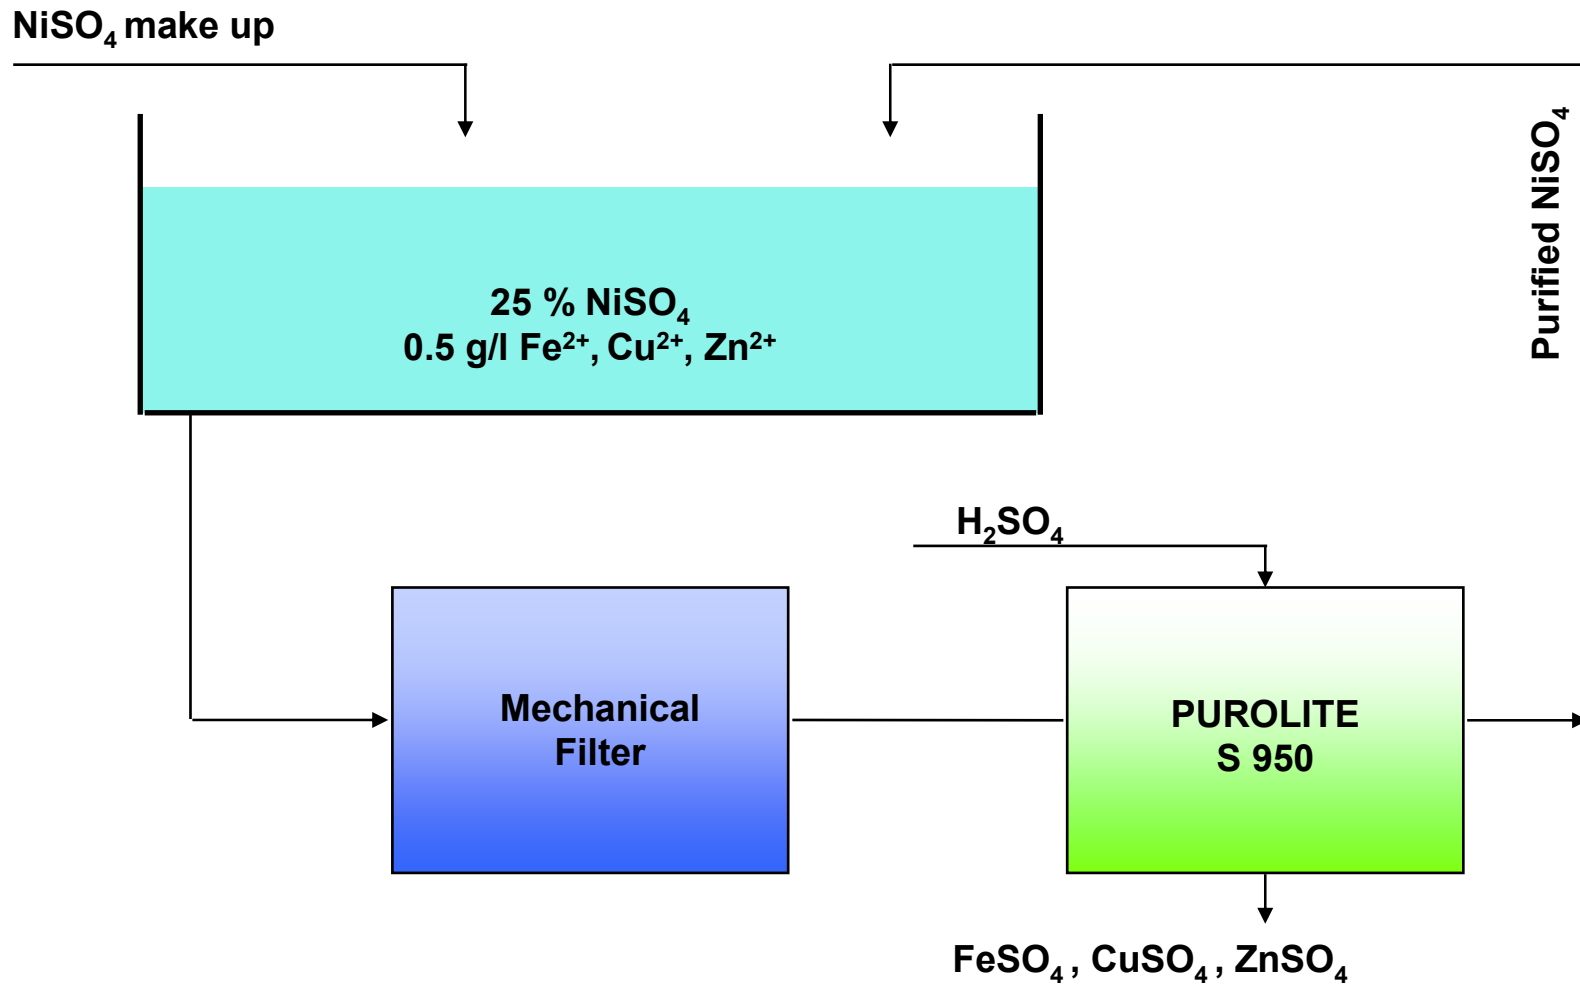 NiSO₄ make up
Purified NiSO₄
25 % NiSO₄
0.5 g/l Fe²⁺, Cu²⁺, Zn²⁺
H₂SO₄
Mechanical
Filter
PUROLITE
S 950
FeSO₄ , CuSO₄ , ZnSO₄